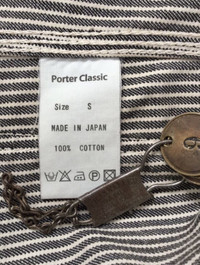 Porter Classic
Size S
MADE IN JAPAN
100% COTTON